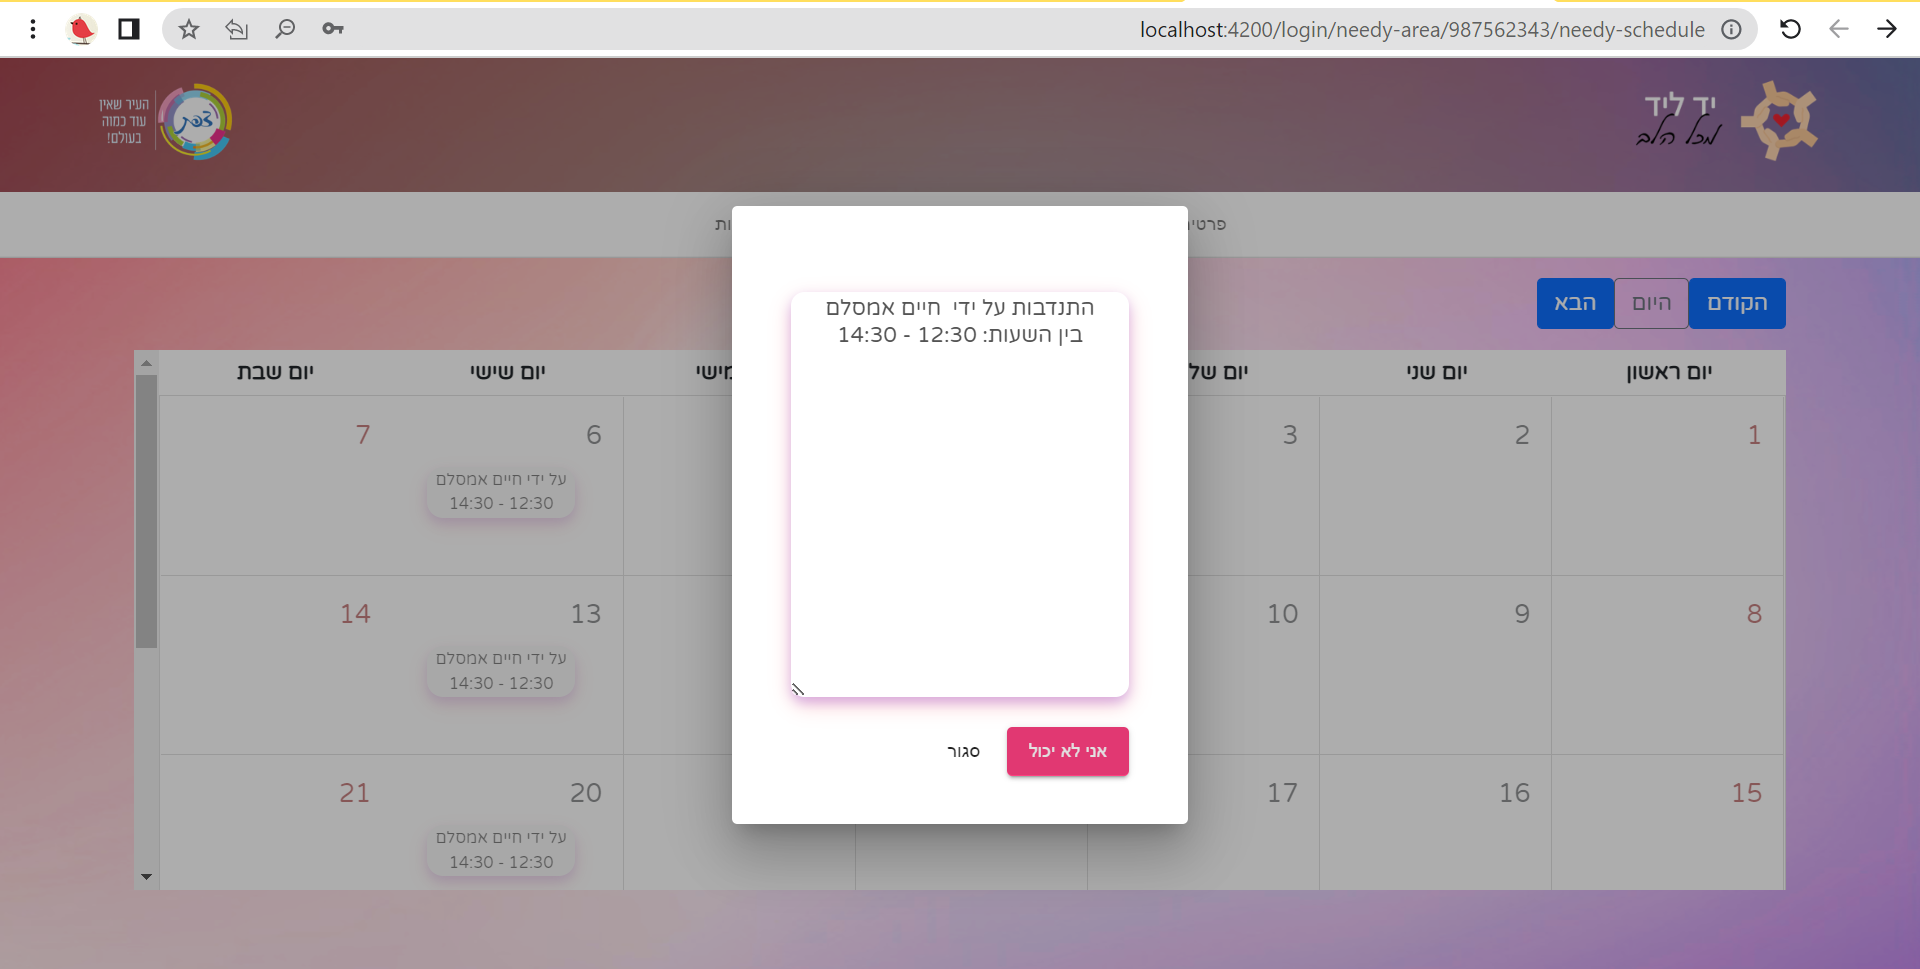 localhost:4200/login/needy-area/987562343/needy-schedule
יד ליד
מכל הלב
העיר שאין
עוד כמוה
בעולם!
צפת
הקודם
היום
הבא
יום ראשון
יום שני
יום של
מישי
יום שישי
יום שבת
התנדבות על ידי חיים אמסלם
בין השעות: 12:30 - 14:30
אני לא יכול
סגור
1
2
3
6
על ידי חיים אמסלם
12:30 - 14:30
7
8
9
10
13
על ידי חיים אמסלם
12:30 - 14:30
14
15
16
17
20
על ידי חיים אמסלם
12:30 - 14:30
21